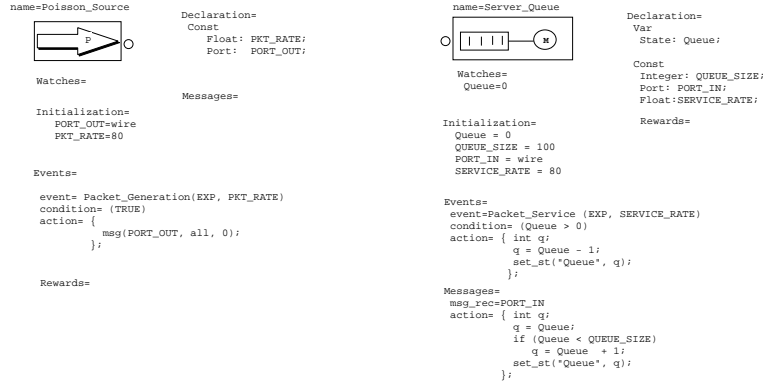 name=Poisson_Source
P
Declaration=
Const
Float: PKT_RATE;
Port: PORT_OUT;
Watches=
Messages=
Initialization=
PORT_OUT=wire
PKT_RATE=80
Events=
event= Packet_Generation(EXP, PKT_RATE)
condition= (TRUE)
action= {
msg(PORT_OUT, all, 0);
};
Rewards=
name=Server_Queue
M
Declaration=
Var
State: Queue;
Const
Integer: QUEUE_SIZE;
Port: PORT_IN;
Float:SERVICE_RATE;
Watches=
Queue=0
Rewards=
Initialization=
Queue = 0
QUEUE_SIZE = 100
PORT_IN = wire
SERVICE_RATE = 80
Events=
event=Packet_Service (EXP, SERVICE_RATE)
condition= (Queue > 0)
action= { int q;
q = Queue - 1;
set_st("Queue", q);
};
Messages=
msg_rec=PORT_IN
action= { int q;
q = Queue;
if (Queue < QUEUE_SIZE)
q = Queue + 1;
set_st("Queue", q);
};